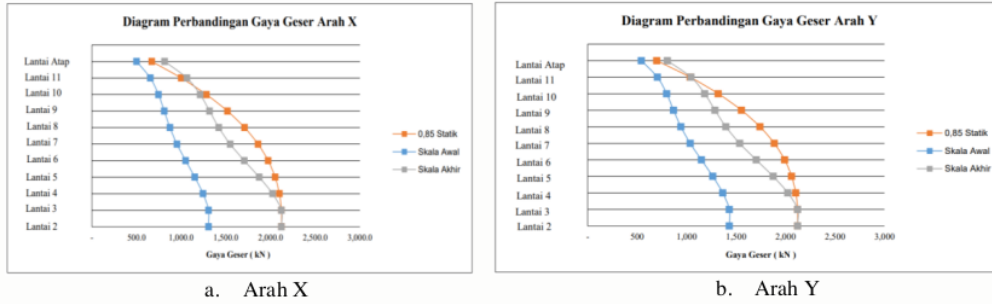 Diagram Perbandingan Gaya Geser Arah X
Lantai Atap
Lantai 11
Lantai 10
Lantai 9
Lantai 8
Lantai 7
Lantai 6
Lantai 5
Lantai 4
Lantai 3
Lantai 2
0,85 Statik
Skala Awal
Skala Akhir
- 500.0 1,000.0 1,500.0 2,000.0 2,500.0 3,000.0
Gaya Geser ( kN )
a. Arah X
Diagram Perbandingan Gaya Geser Arah Y
Lantai Atap
Lantai 11
Lantai 10
Lantai 9
Lantai 8
Lantai 7
Lantai 6
Lantai 5
Lantai 4
Lantai 3
Lantai 2
0,85 Statik
Skala Awal
Skala Akhir
- 500 1,000 1,500 2,000 2,500 3,000
Gaya Geser ( kN )
b. Arah Y